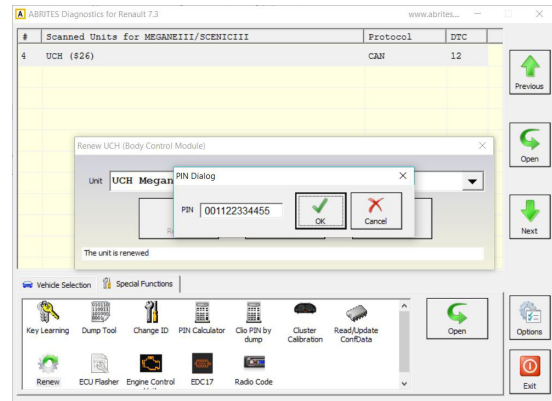 ABRITES Diagnostics for Renault 7.3 www.abrites...
# Scanned Units for MEGANEIII/SCENICIII Protocol DTC
4 UCH ($26) CAN 12
Previous
Renew UCH (Body Control Module)
Unit UCH Megan
PIN Dialog
PIN 001122334455 OK Cancel
Open
The unit is renewed
Next
Vehicle Selection Special Functions
Key Learning Dump Tool Change ID PIN Calculator Clio PIN by dump Cluster Calibration Read/Update ConfData
Open
Options
Renew ECU Flasher Engine Control EDC17 Radio Code
Exit